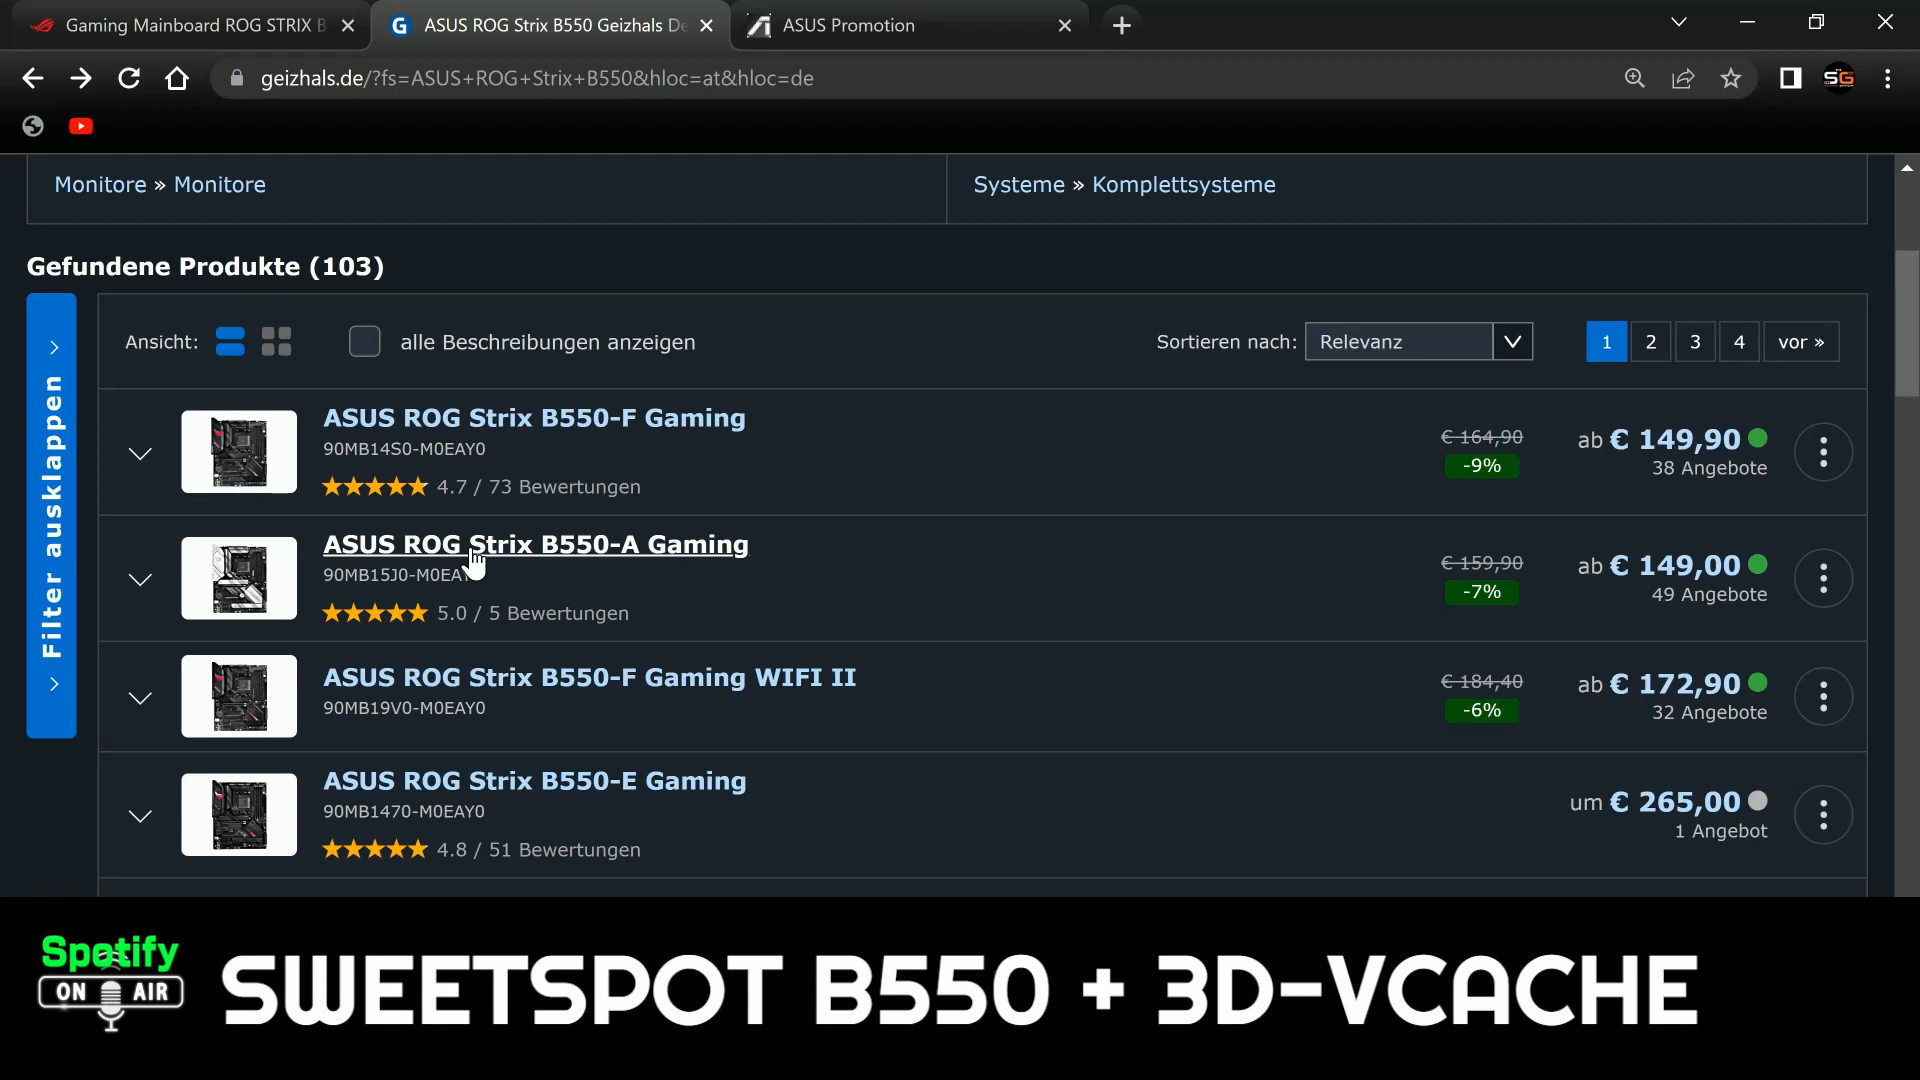 Gaming Mainboard ROG STRIX B
ASUS ROG Strix B550 Geizhals De
ASUS Promotion
geizhals.de/?fs=ASUS+ROG+Strix+B550&hloc=at&hloc=de
SG
Monitore » Monitore
Systeme » Komplettsysteme
Gefundene Produkte (103)
Filter ausklappen
Ansicht:
alle Beschreibungen anzeigen
Sortieren nach: Relevanz
1 2 3 4 vor »
ASUS ROG Strix B550-F Gaming
90MB14S0-M0EAY0
4.7 / 73 Bewertungen
€ 164,90
-9%
ab € 149,90
38 Angebote
ASUS ROG Strix B550-A Gaming
90MB15J0-M0EAY0
5.0 / 5 Bewertungen
€ 159,90
-7%
ab € 149,00
49 Angebote
ASUS ROG Strix B550-F Gaming WIFI II
90MB19V0-M0EAY0
€ 184,40
-6%
ab € 172,90
32 Angebote
ASUS ROG Strix B550-E Gaming
90MB1470-M0EAY0
4.8 / 51 Bewertungen
um € 265,00
1 Angebot
Spotify
ON AIR
SWEETSPOT B550 + 3D-VCACHE